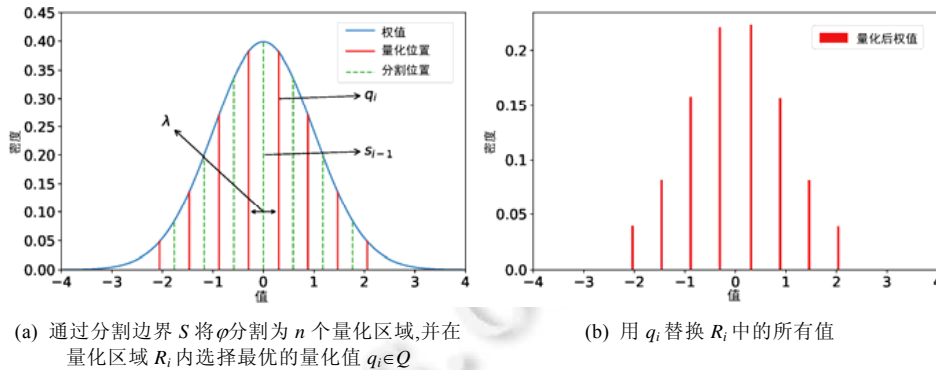 0.45
0.40
0.35
0.30
0.25
0.20
0.15
0.10
0.05
0.00
密度
−4 −3 −2 −1 0 1 2 3 4
值
权值
量化位置
分割位置
λ
qᵢ
sᵢ₋₁
0.2
0.15
0.1
0.05
0.0
密度
−4 −3 −2 −1 0 1 2 3 4
值
量化后权值
(a) 通过分割边界 S 将φ分割为 n 个量化区域,并在
量化区域 Rᵢ 内选择最优的量化值 qᵢ∈Q
(b) 用 qᵢ 替换 Rᵢ 中的所有值